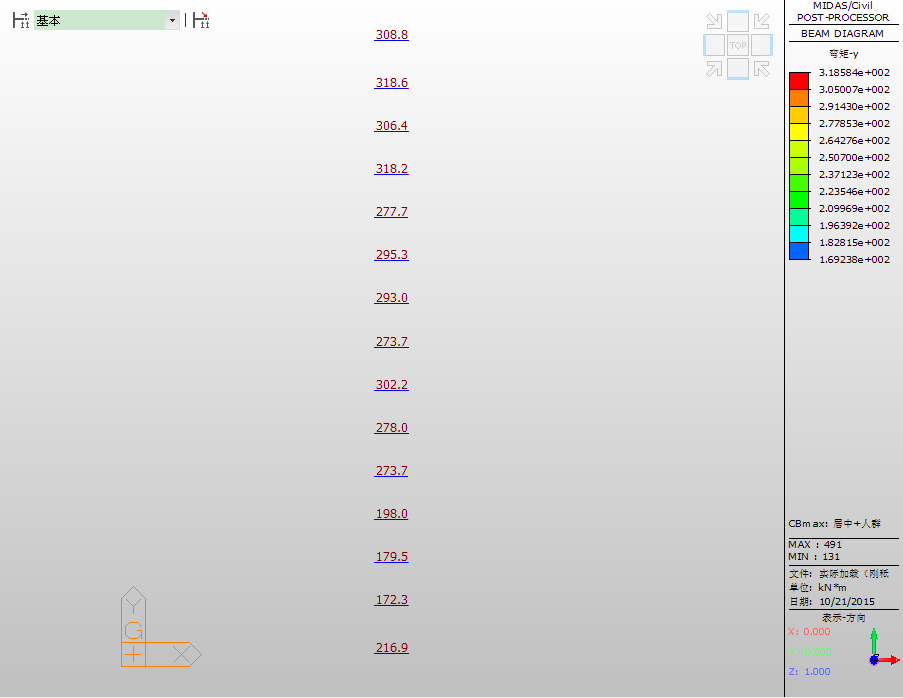 基本
308.8
318.6
306.4
318.2
277.7
295.3
293.0
273.7
302.2
278.0
273.7
198.0
179.5
172.3
216.9
TOP
Y
G
X
MIDAS/Civil
POST-PROCESSOR
BEAM DIAGRAM
弯矩-y
3.18584e+002
3.05007e+002
2.91430e+002
2.77853e+002
2.64276e+002
2.50700e+002
2.37123e+002
2.23546e+002
2.09969e+002
1.96392e+002
1.82815e+002
1.69238e+002
CBmax: 居中+人群
MAX : 491
MIN : 131
文件: 实际加载（刚秖
单位: kN*m
日期: 10/21/2015
表示-方向
X: 0.000
Y: 0.000
Z: 1.000